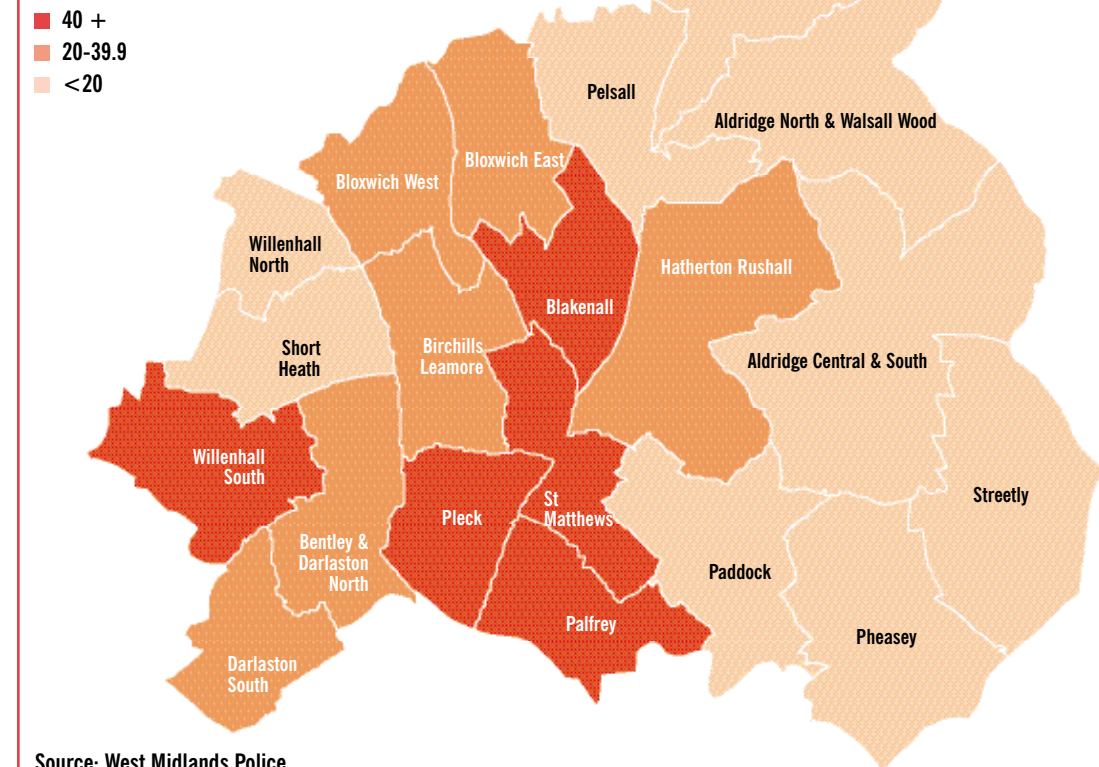 40 +
20-39.9
<20
Pelsall
Aldridge North & Walsall Wood
Bloxwich East
Bloxwich West
Willenhall
North
Hatherton Rushall
Blakenall
Short
Heath
Birchills
Leamore
Aldridge Central & South
Willenhall
South
Streetly
St
Matthews
Pleck
Bentley &
Darlaston
North
Paddock
Palfrey
Pheasey
Darlaston
South
Source: West Midlands Police